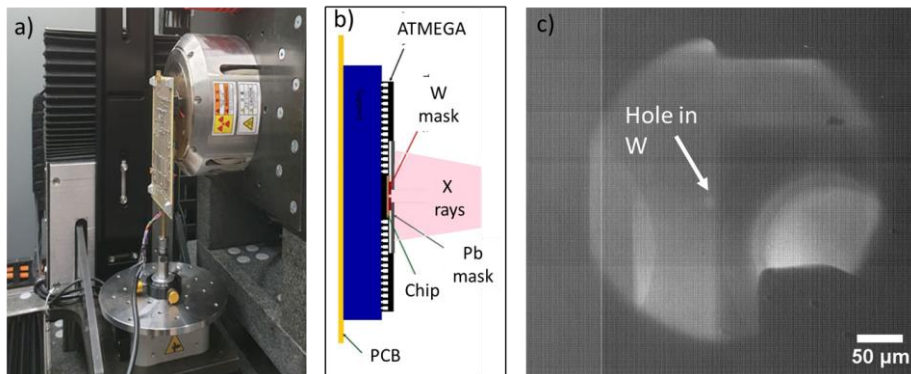 a)
b)
ATMEGA
W
mask
X
rays
Pb
mask
Chip
PCB
c)
Hole in
W
50 µm